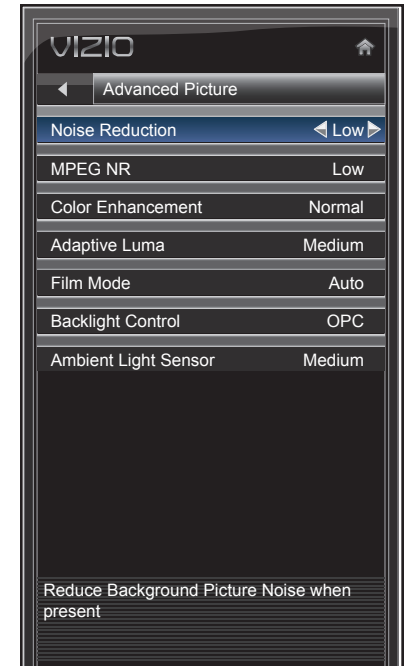 VIZIO
Advanced Picture
Noise Reduction Low
MPEG NR Low
Color Enhancement Normal
Adaptive Luma Medium
Film Mode Auto
Backlight Control OPC
Ambient Light Sensor Medium
Reduce Background Picture Noise when
present